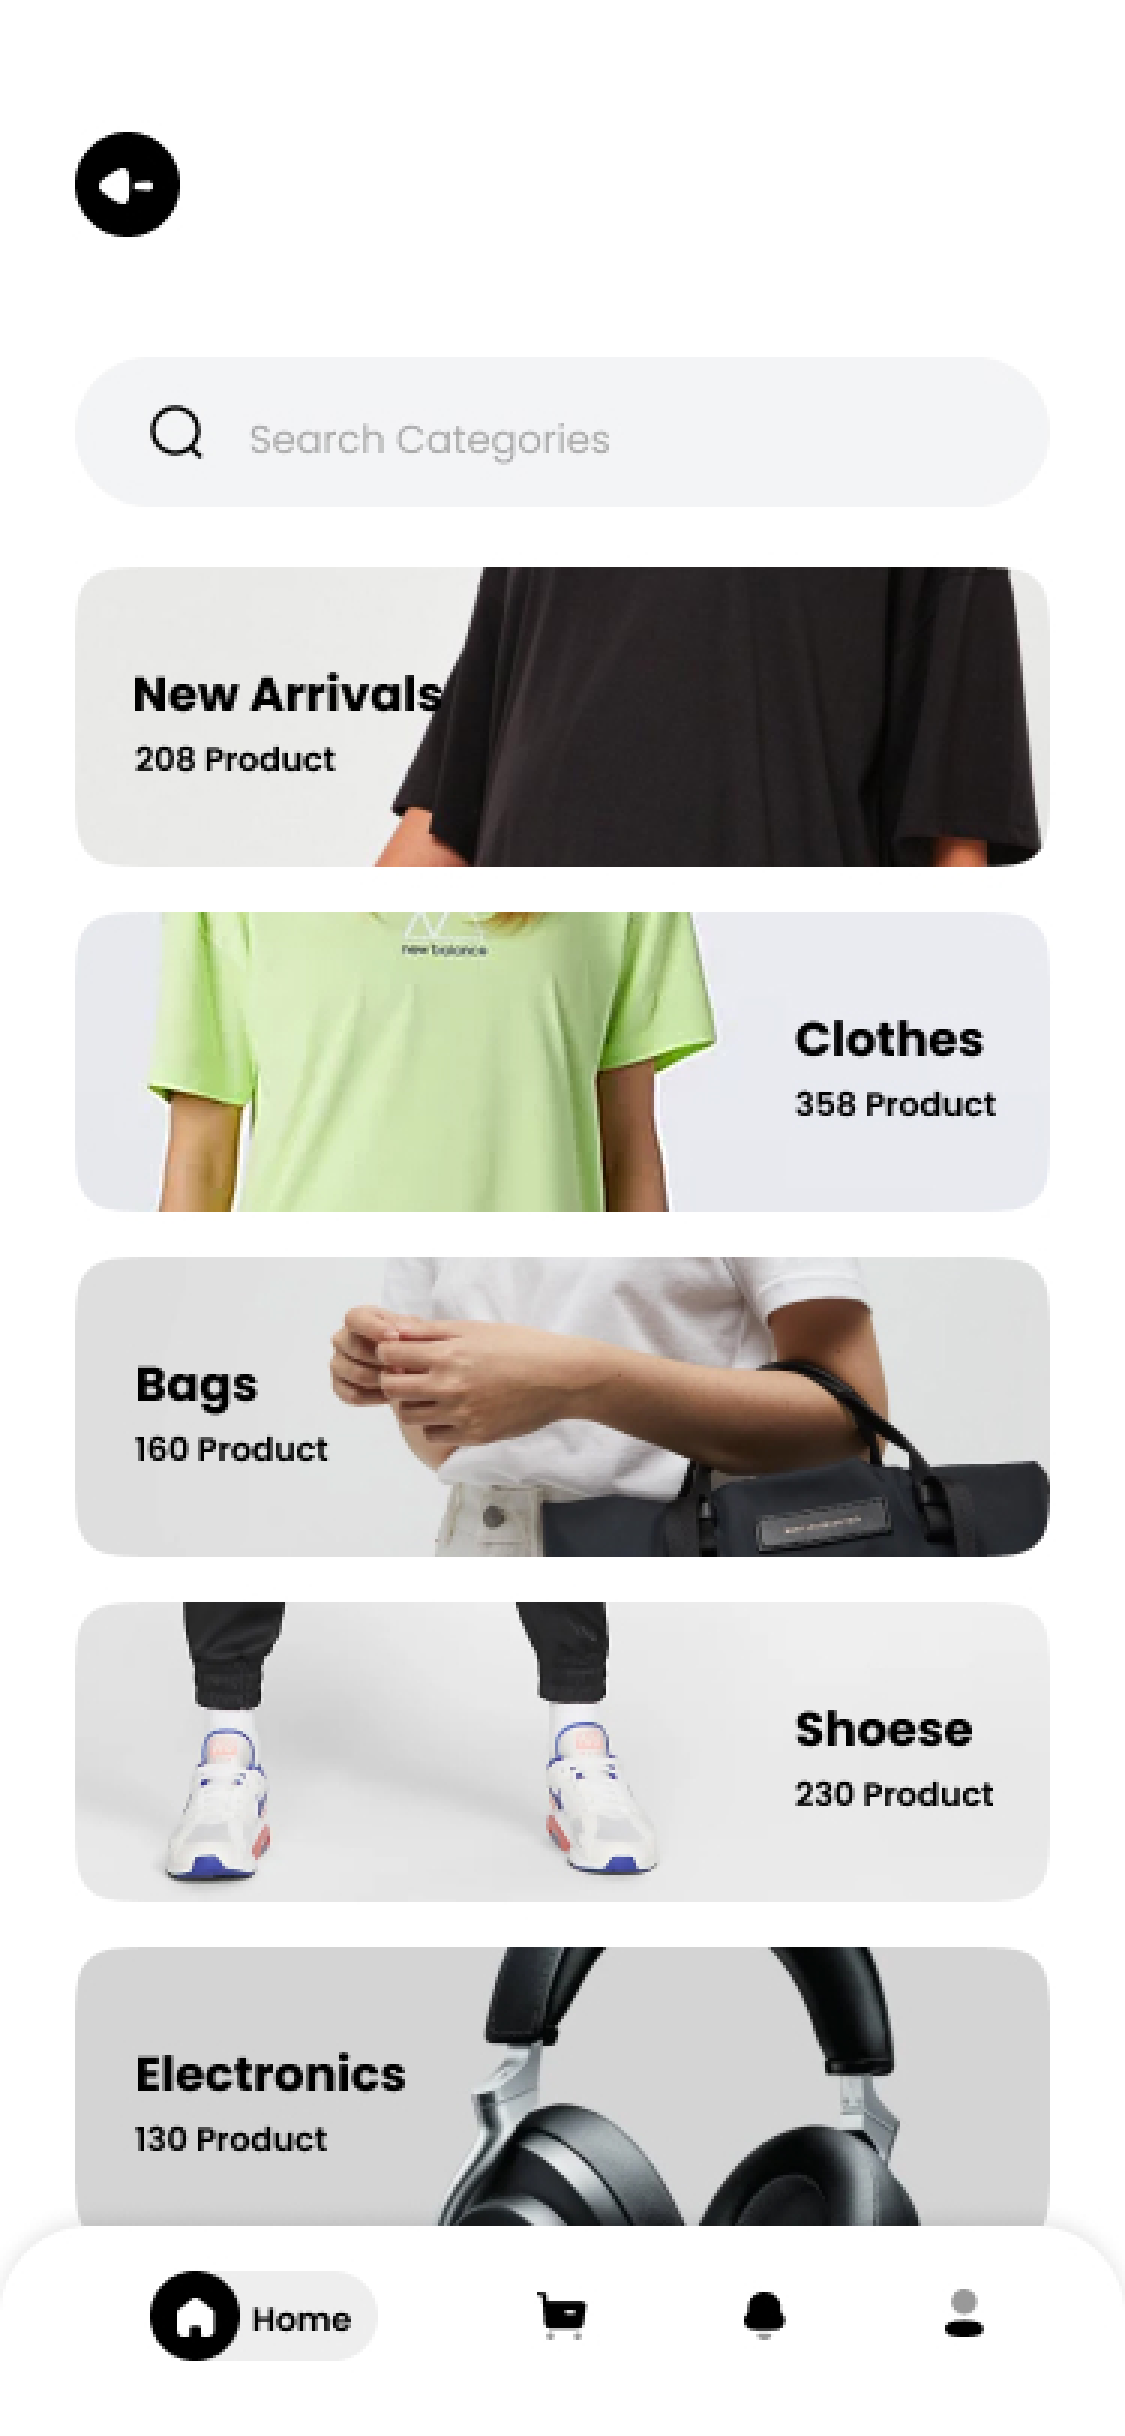 Search Categories
New Arrivals
208 Product
new balance
Clothes
358 Product
Bags
160 Product
Shoese
230 Product
Electronics
130 Product
Home